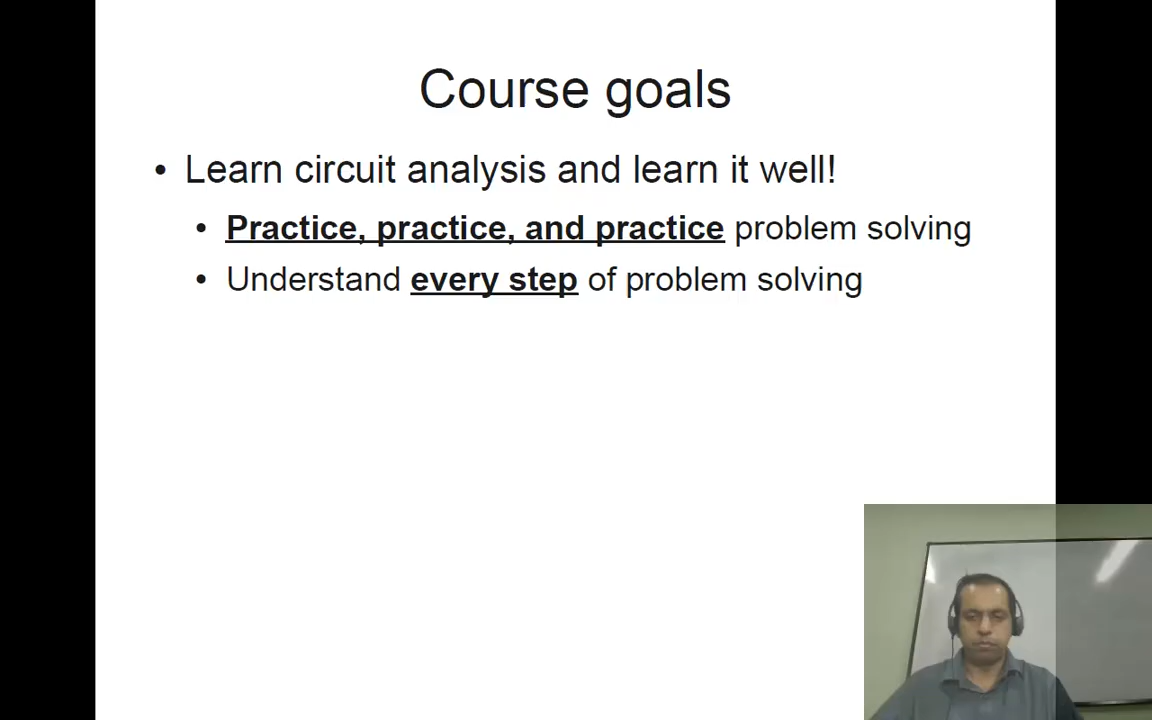 Course goals
• Learn circuit analysis and learn it well!
• Practice, practice, and practice problem solving
• Understand every step of problem solving